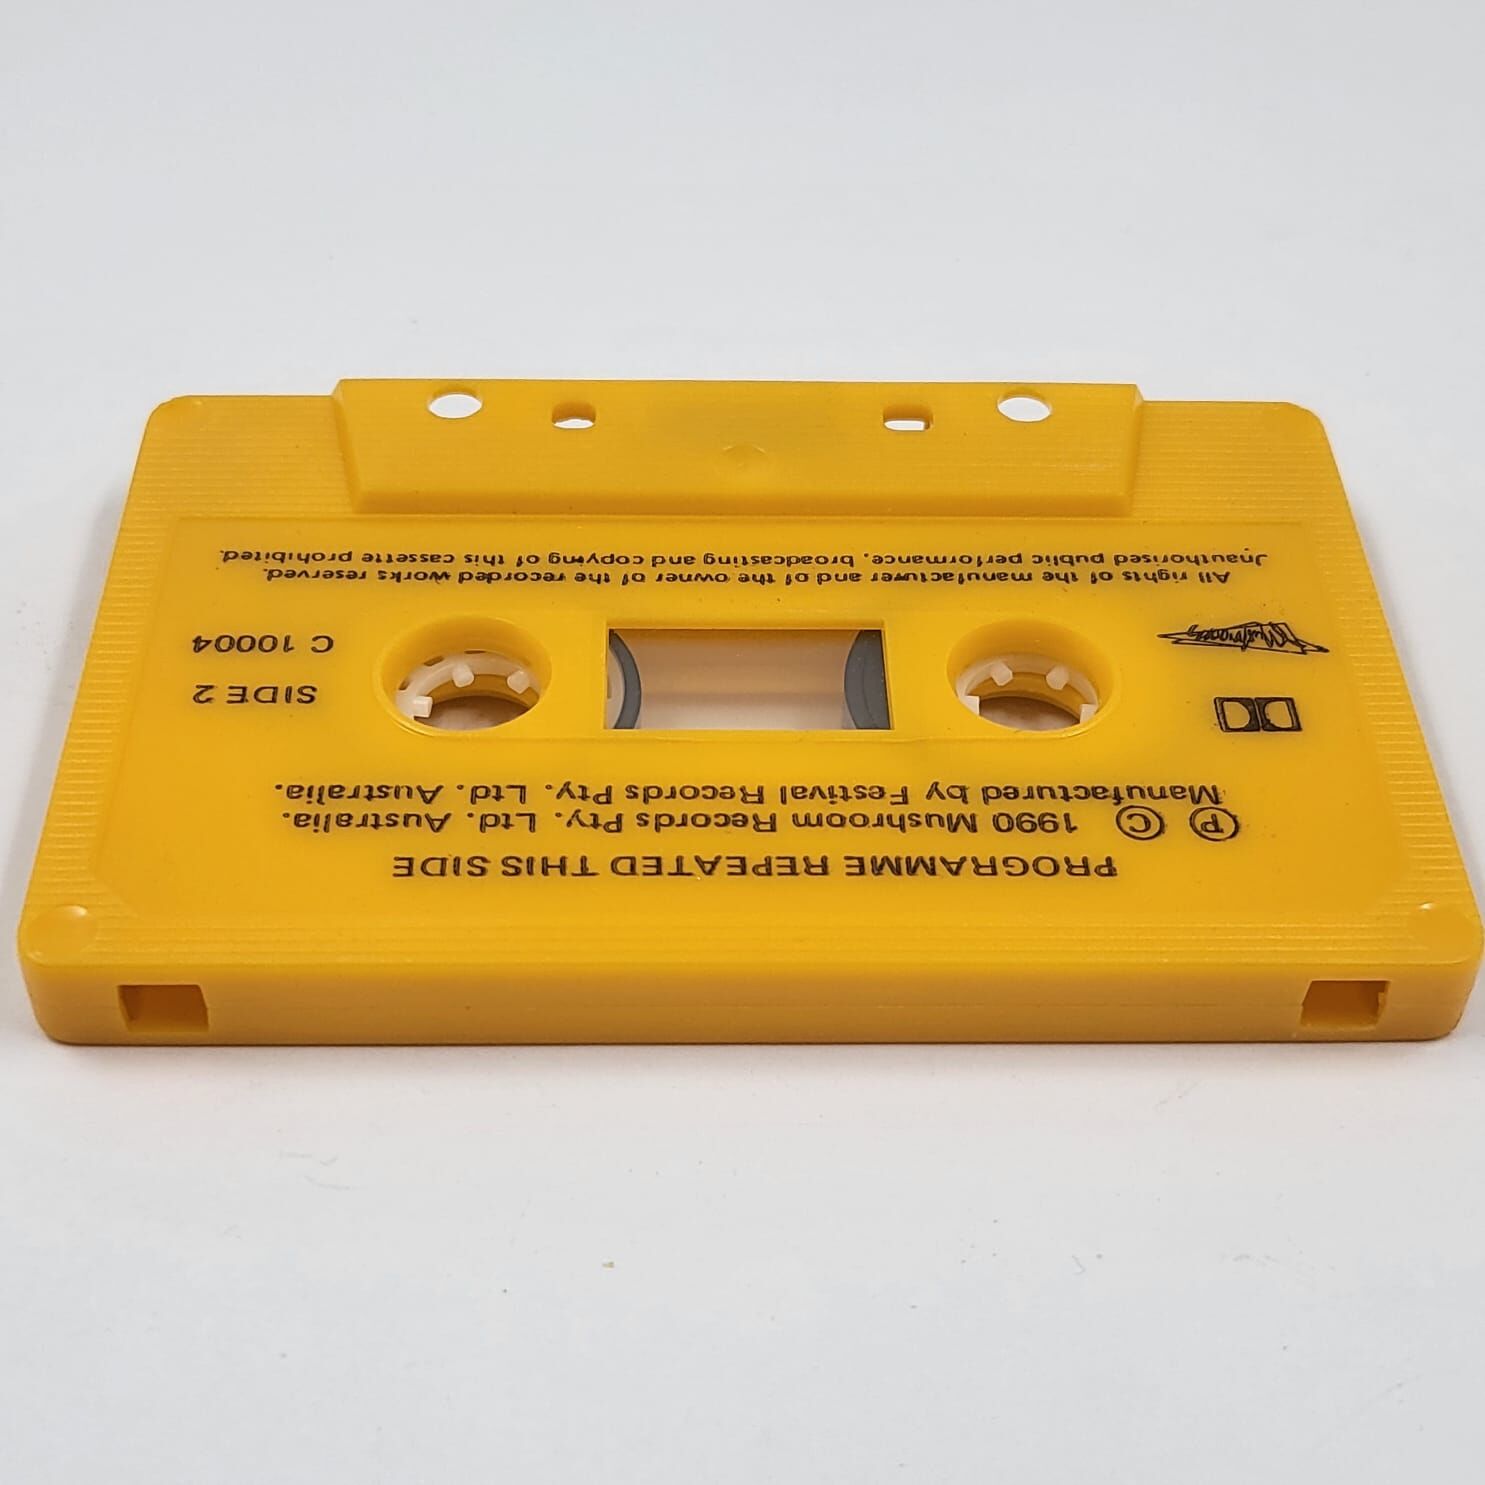 PROGRAMME REPEATED THIS SIDE
Ⓟ Ⓒ 1990 Mushroom Records Pty. Ltd. Australia.
Manufactured by Festival Records Pty. Ltd. Australia.
SIDE 2
Mushroom
C 10004
All rights of the manufacturer and of the owner of the recorded works reserved.
Unauthorised public performance, broadcasting and copying of this cassette prohibited.